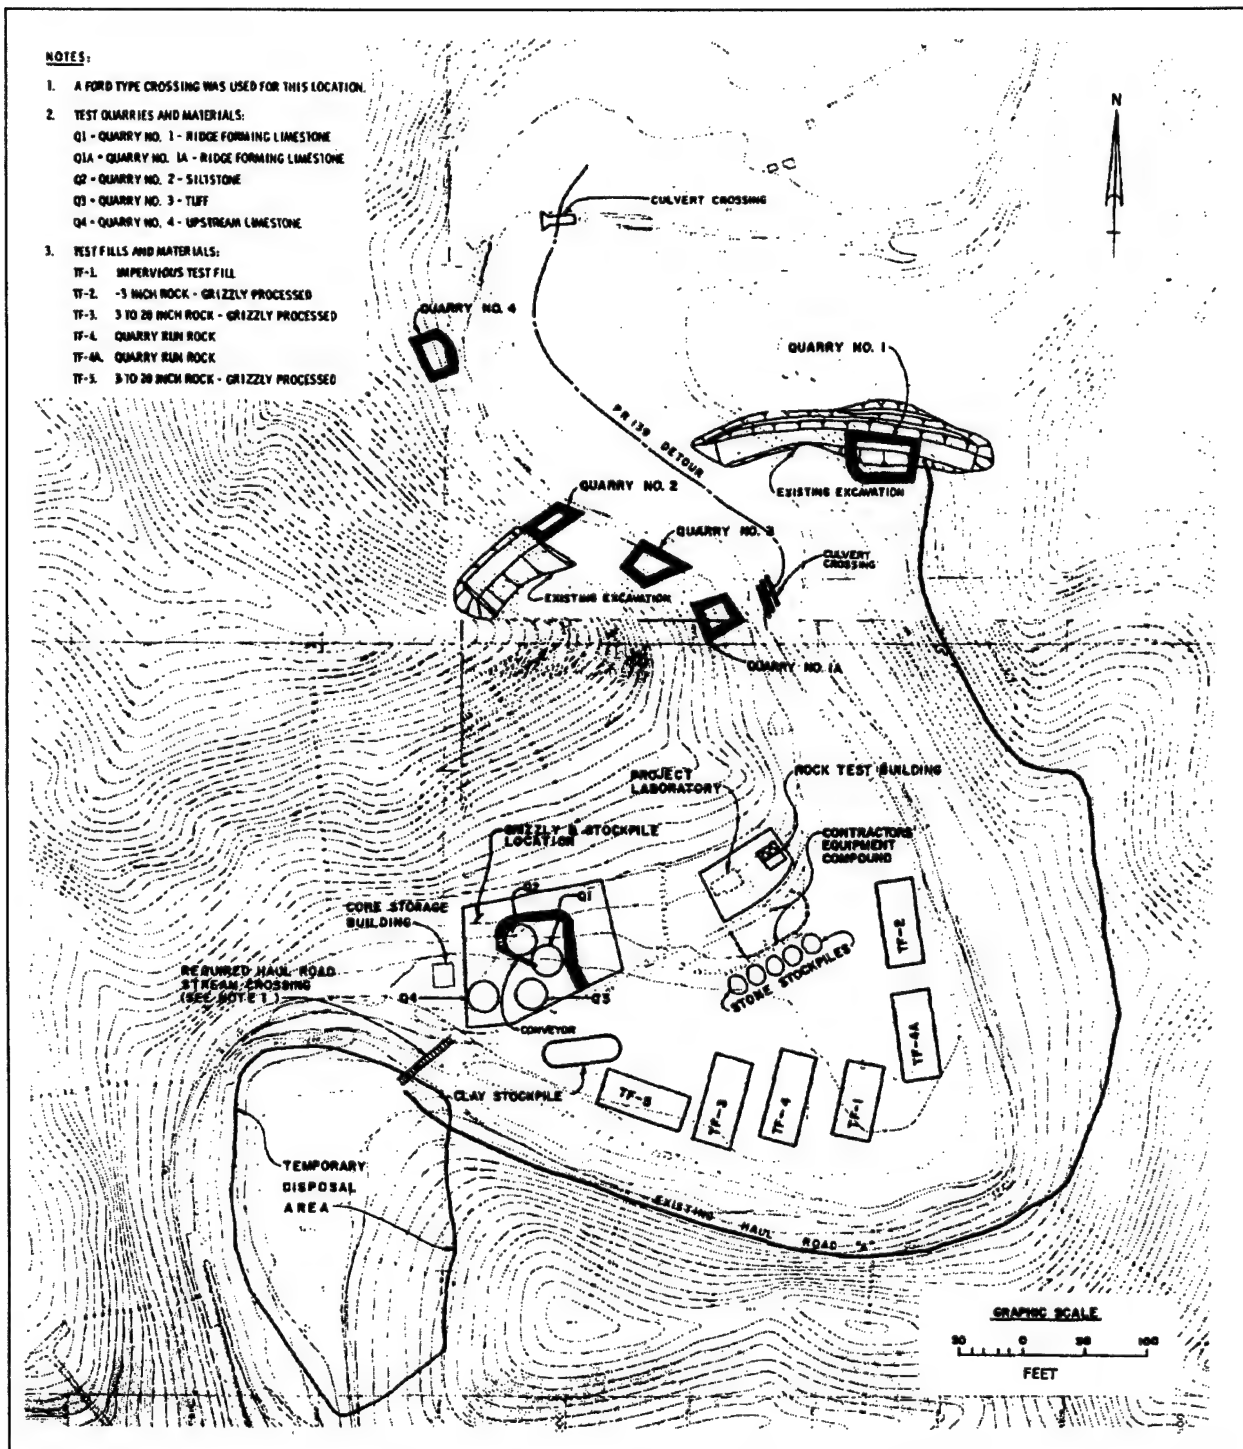 NOTES:
1. A FORD TYPE CROSSING WAS USED FOR THIS LOCATION.
2. TEST QUARRIES AND MATERIALS:
Q1 - QUARRY NO. 1 - RIDGE FORMING LIMESTONE
Q1A - QUARRY NO. 1A - RIDGE FORMING LIMESTONE
Q2 - QUARRY NO. 2 - SILTSTONE
Q3 - QUARRY NO. 3 - TUFF
Q4 - QUARRY NO. 4 - UPSTREAM LIMESTONE
3. TEST FILLS AND MATERIALS:
TF-1. IMPERVIOUS TEST FILL
TF-2. -3 INCH ROCK - GRIZZLY PROCESSED
TF-3. 3 TO 20 INCH ROCK - GRIZZLY PROCESSED
TF-4. QUARRY RUN ROCK
TF-4A. QUARRY RUN ROCK
TF-5. 3 TO 20 INCH ROCK - GRIZZLY PROCESSED
N
CULVERT CROSSING
QUARRY NO. 4
QUARRY NO. 1
PR 139 DETOUR
EXISTING EXCAVATION
QUARRY NO. 2
QUARRY NO. 3
CULVERT
CROSSING
EXISTING EXCAVATION
QUARRY NO. 1A
PROJECT
LABORATORY
ROCK TEST BUILDING
GRIZZLY & STOCKPILE
LOCATION
CONTRACTORS
EQUIPMENT
COMPOUND
Q2
Q1
CORE STORAGE
BUILDING
TF-2
STONE STOCKPILES
REQUIRED HAUL ROAD
STREAM CROSSING
(SEE NOTE 1)
Q4
Q3
CONVEYOR
TF-4A
CLAY STOCKPILE
TF-5
TF-3
TF-4
TF-1
TEMPORARY
DISPOSAL
AREA
EXISTING HAUL ROAD "A"
GRAPHIC SCALE
50 0 50 100
FEET